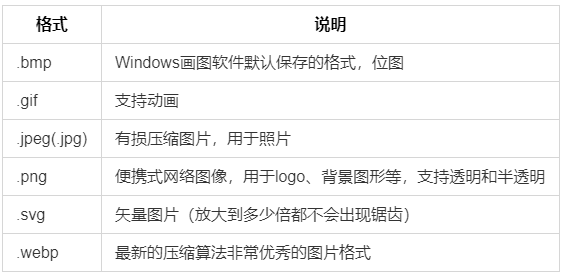 格式 说明
.bmp Windows画图软件默认保存的格式，位图
.gif 支持动画
.jpeg(.jpg) 有损压缩图片，用于照片
.png 便携式网络图像，用于logo、背景图形等，支持透明和半透明
.svg 矢量图片（放大到多少倍都不会出现锯齿）
.webp 最新的压缩算法非常优秀的图片格式